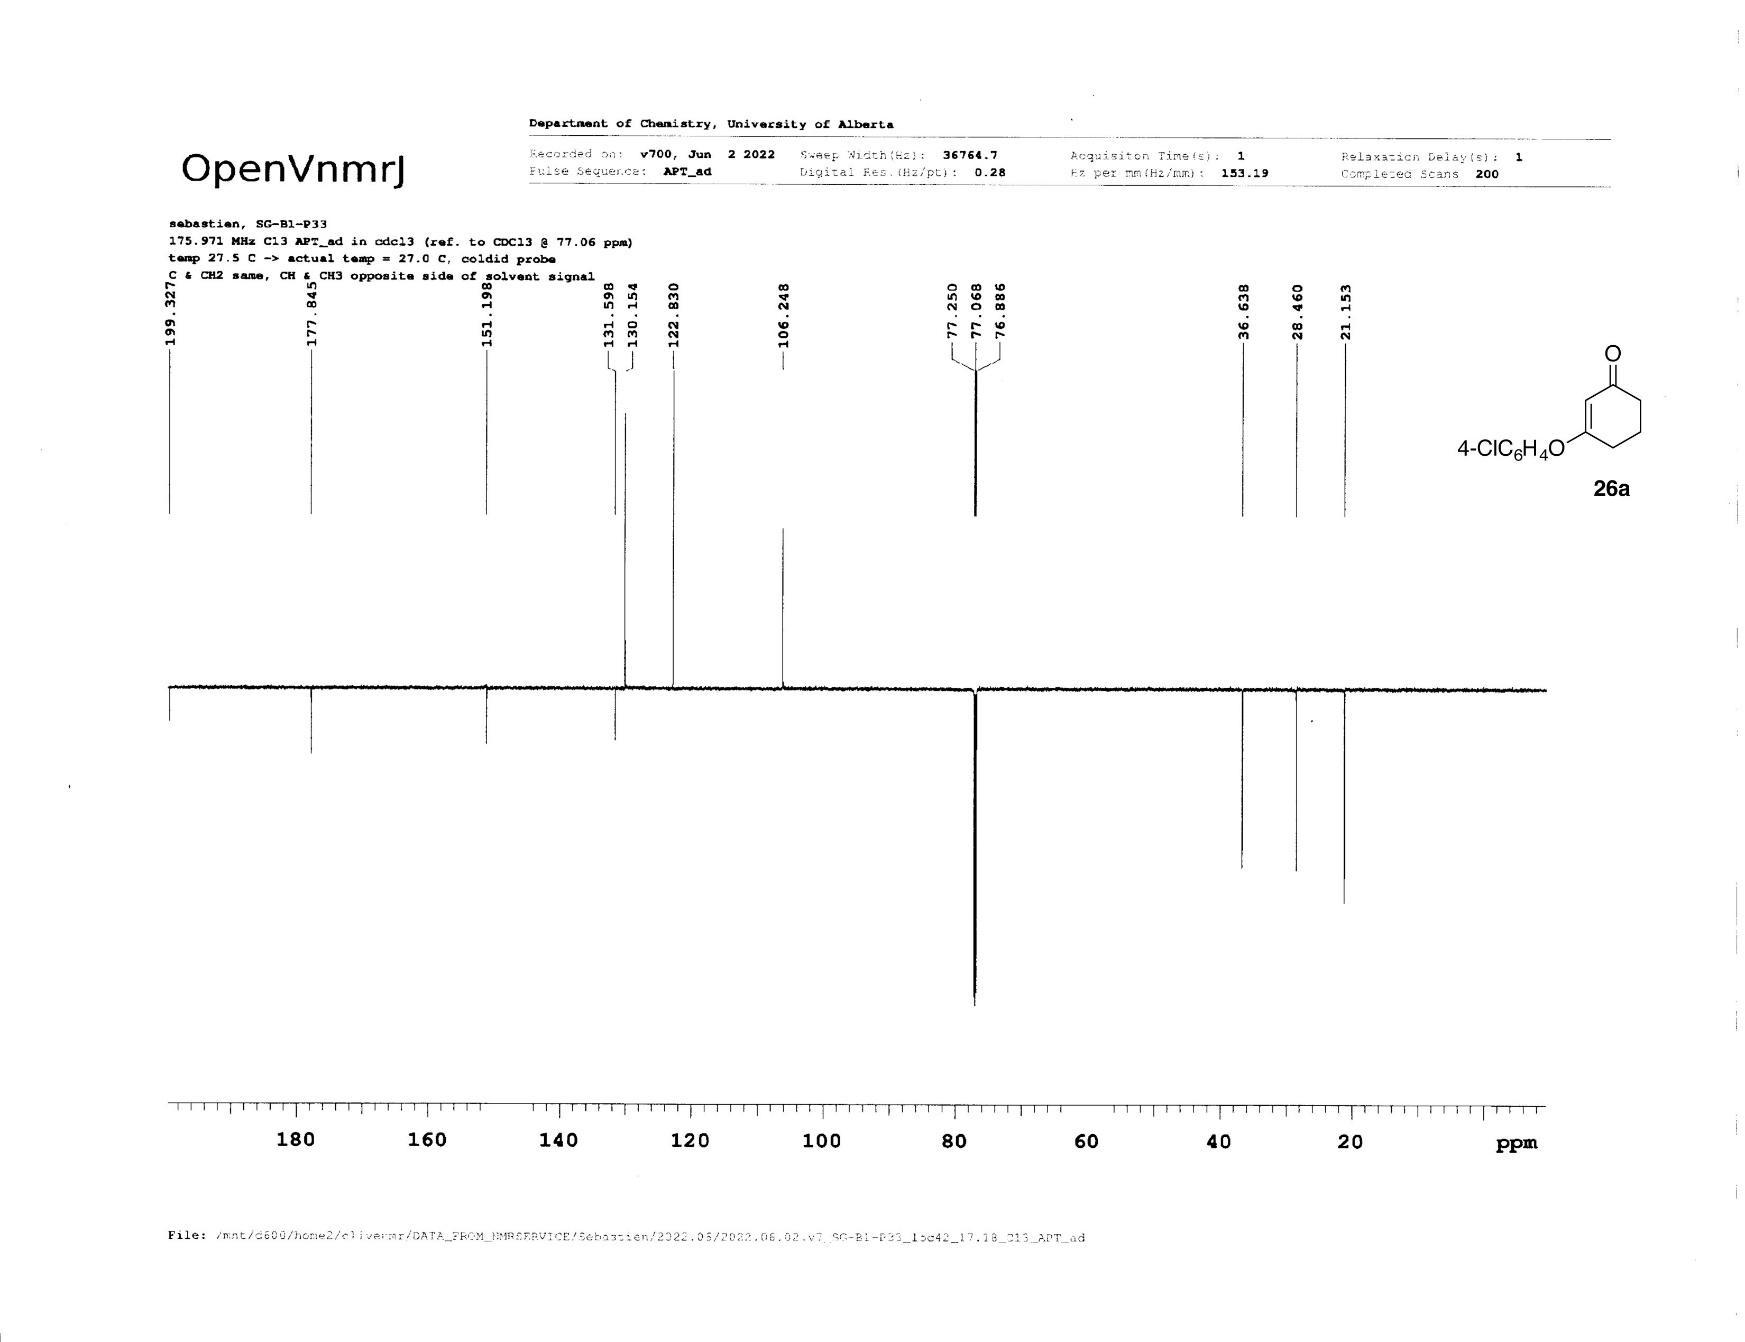 Department of Chemistry, University of Alberta
OpenVnmrJ
Recorded on: v700, Jun 2 2022 Sweep Width(Hz): 36764.7 Acquisiton Time(s): 1 Relaxation Delay(s): 1
Pulse Sequence: APT_ad Digital Res.(Hz/pt): 0.28 Hz per mm(Hz/mm): 153.19 Completed Scans 200
sebastien, SG-B1-P33
175.971 MHz C13 APT_ad in cdcl3 (ref. to CDCl3 @ 77.06 ppm)
temp 27.5 C -> actual temp = 27.0 C, coldid probe
C & CH2 same, CH & CH3 opposite side of solvent signal
199.327 177.845 151.198 131.598 130.154 122.830 106.248 77.250 77.068 76.886 36.638 28.460 21.153
O
4-ClC6H4O
26a
180 160 140 120 100 80 60 40 20 ppm
File: